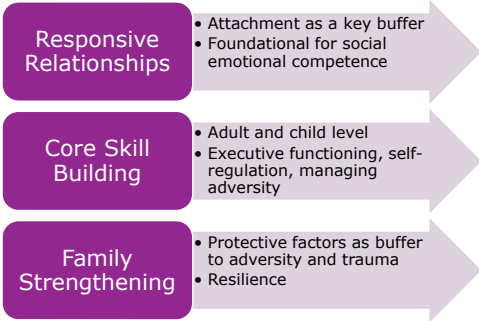 Responsive
Relationships
• Attachment as a key buffer
• Foundational for social
emotional competence
Core Skill
Building
• Adult and child level
• Executive functioning, self-
regulation, managing
adversity
Family
Strengthening
• Protective factors as buffer
to adversity and trauma
• Resilience